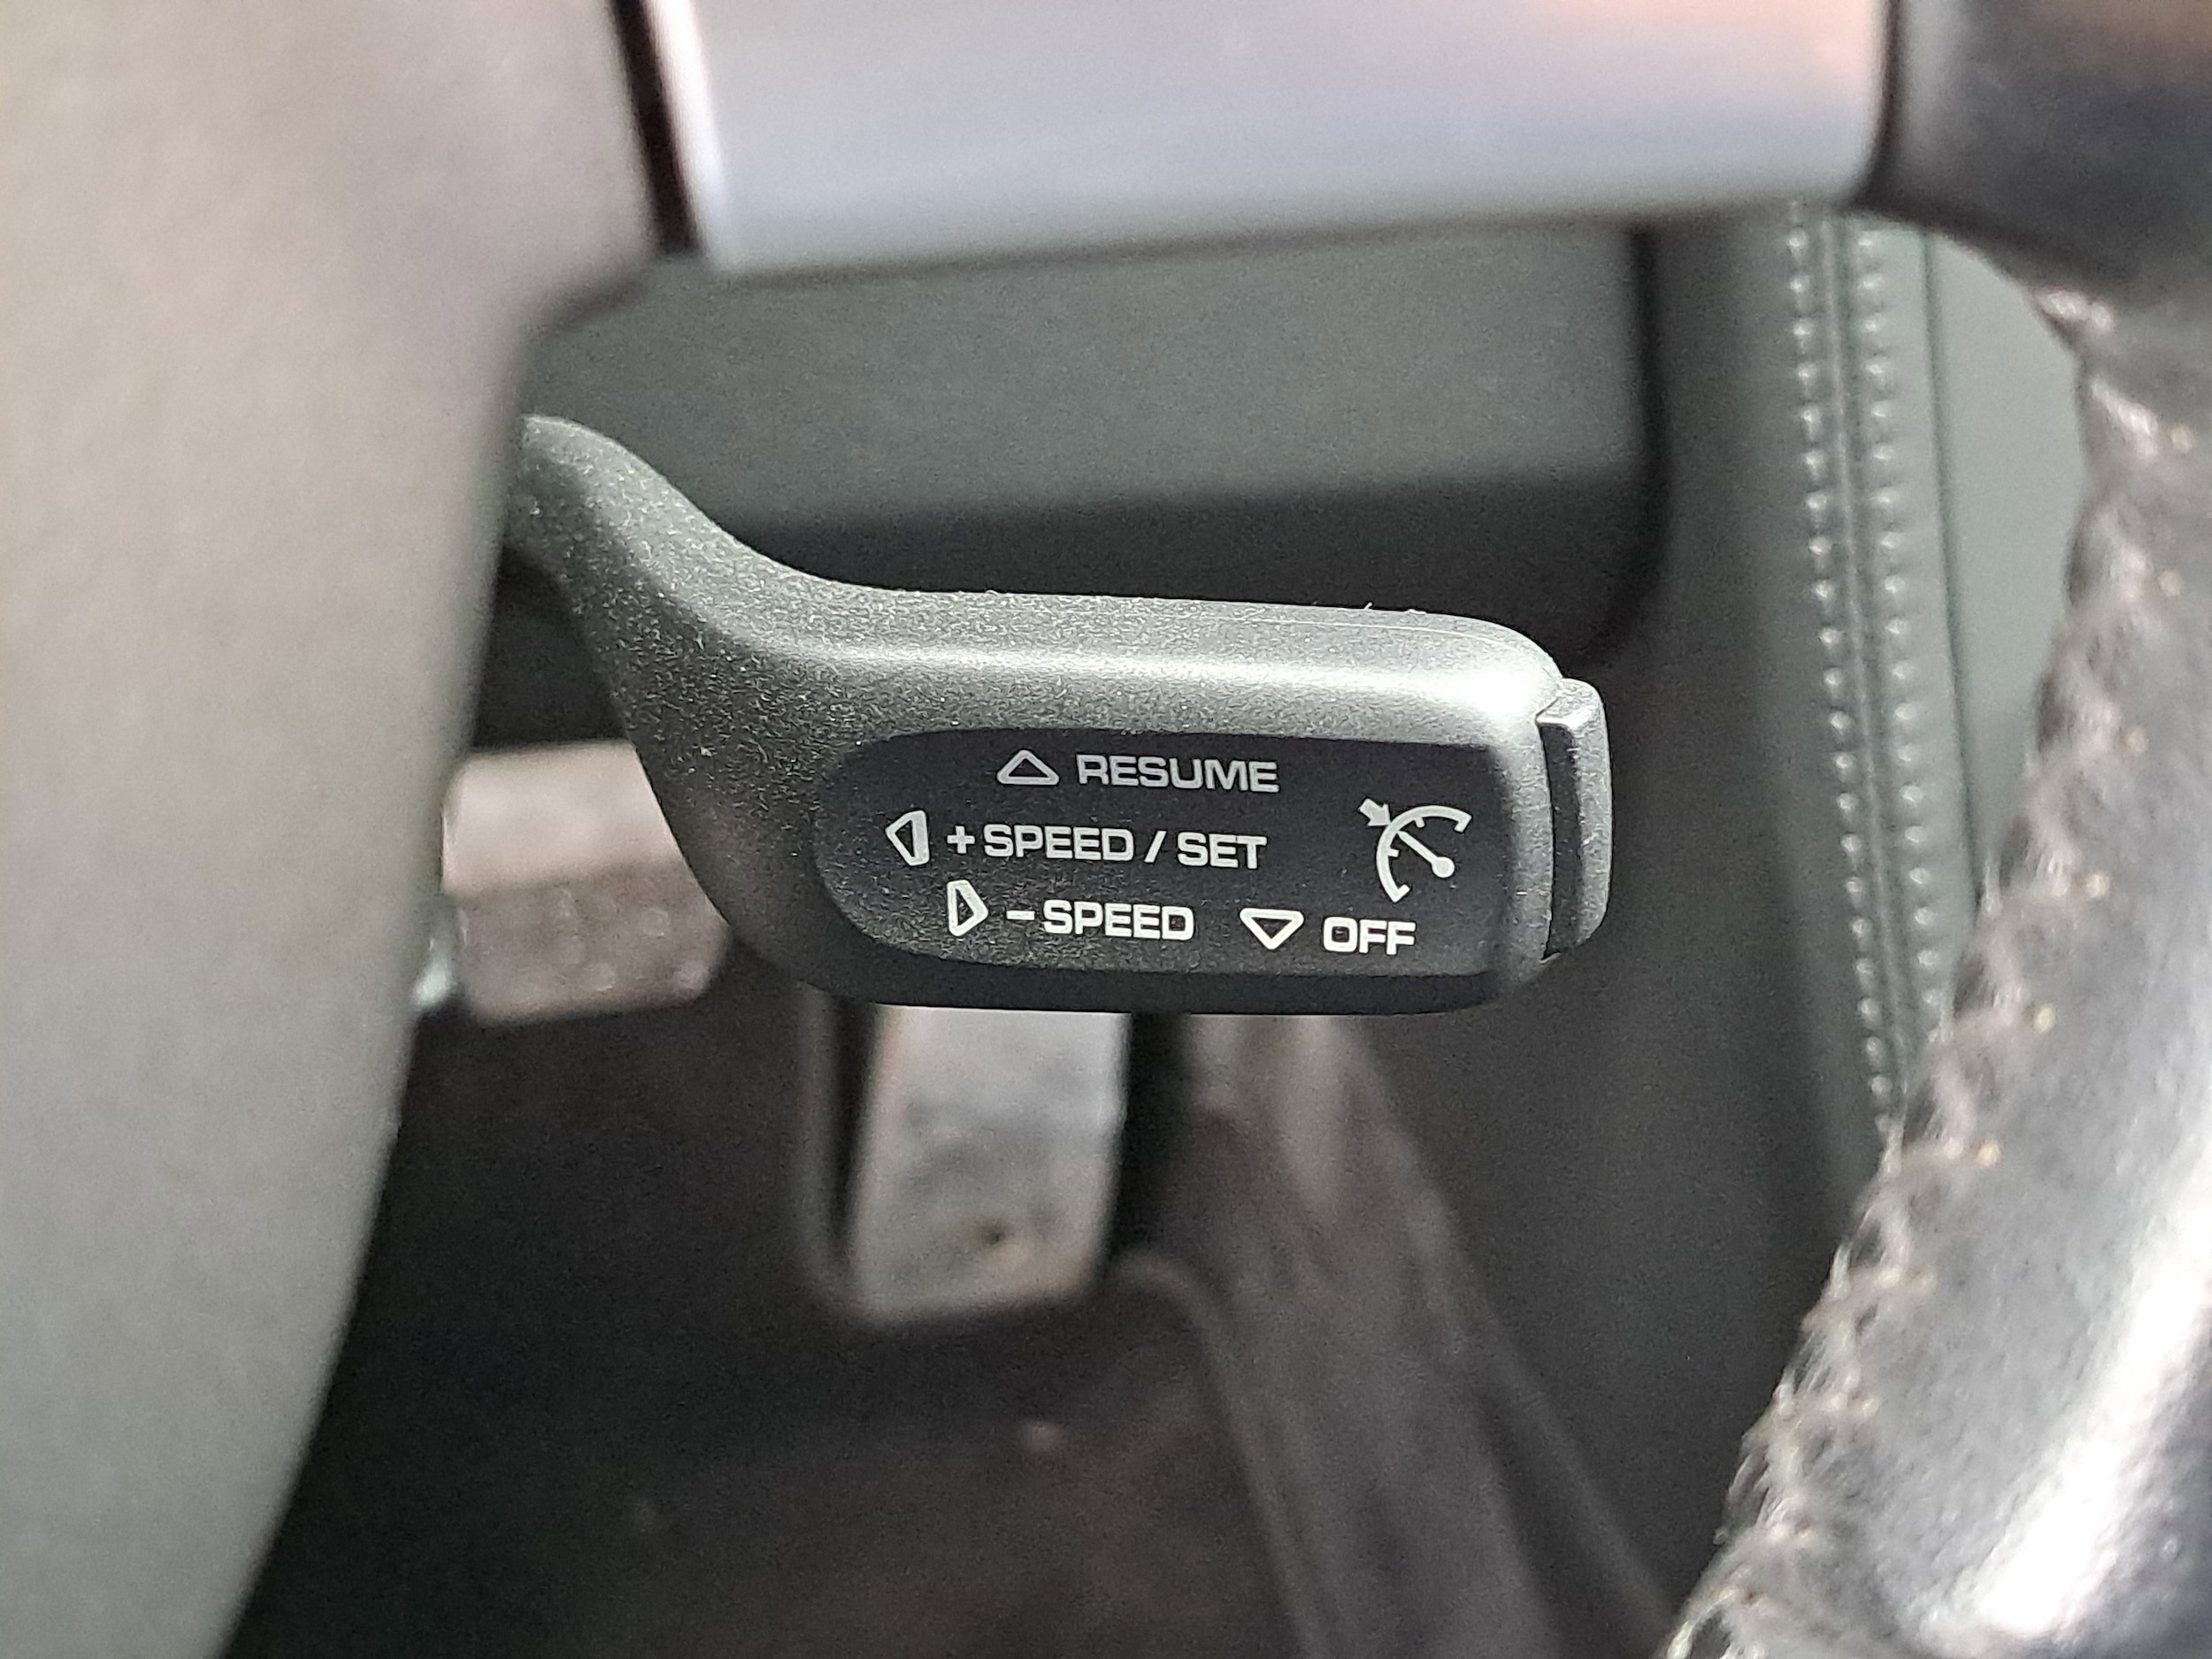 RESUME
+ SPEED / SET
- SPEED OFF